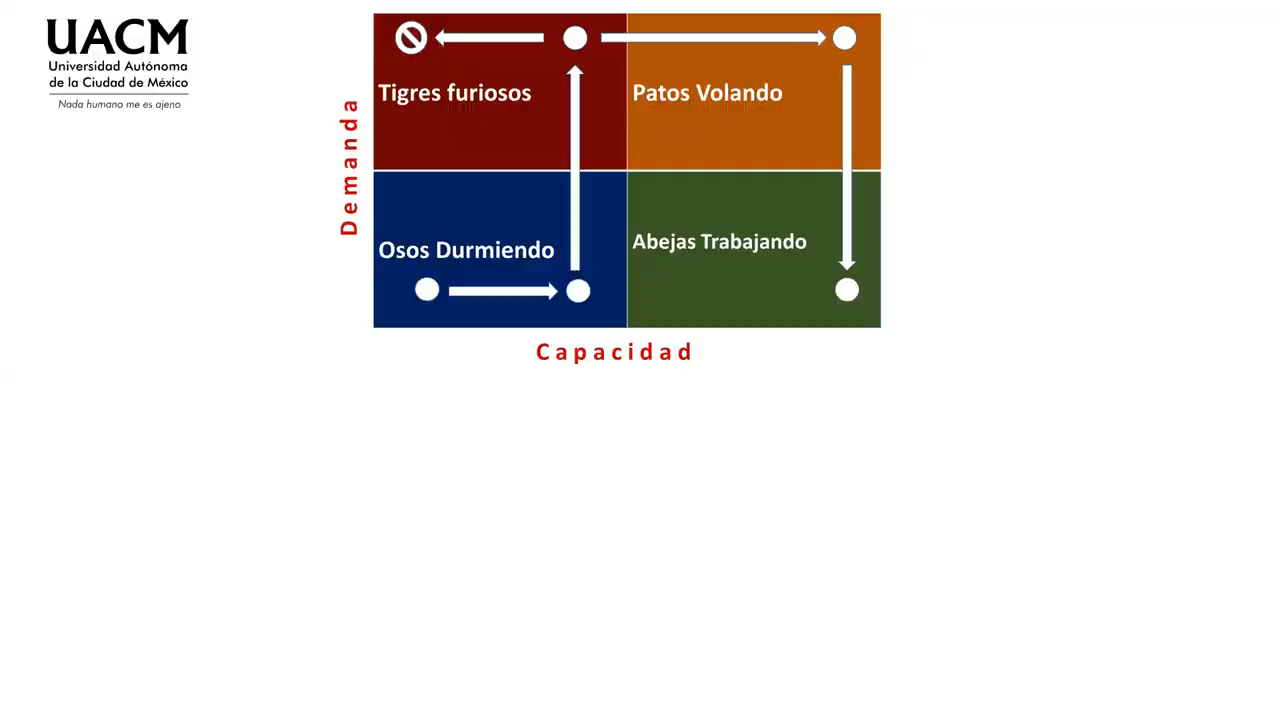 UACM
Universidad Autónoma
de la Ciudad de México
Nada humano me es ajeno
Demanda
Tigres furiosos
Patos Volando
Osos Durmiendo
Abejas Trabajando
Capacidad